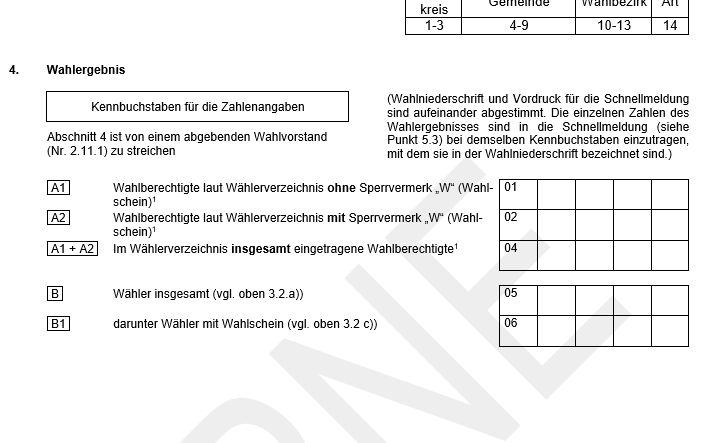 kreis Gemeinde Wahlbezirk Art
1-3 4-9 10-13 14
4. Wahlergebnis
Kennbuchstaben für die Zahlenangaben
Abschnitt 4 ist von einem abgebenden Wahlvorstand
(Nr. 2.11.1) zu streichen
(Wahlniederschrift und Vordruck für die Schnellmeldung
sind aufeinander abgestimmt. Die einzelnen Zahlen des
Wahlergebnisses sind in die Schnellmeldung (siehe
Punkt 5.3) bei demselben Kennbuchstaben einzutragen,
mit dem sie in der Wahlniederschrift bezeichnet sind.)
A1 Wahlberechtigte laut Wählerverzeichnis ohne Sperrvermerk „W“ (Wahl- 01
schein)¹
A2 Wahlberechtigte laut Wählerverzeichnis mit Sperrvermerk „W“ (Wahl- 02
schein)¹
A1 + A2 Im Wählerverzeichnis insgesamt eingetragene Wahlberechtigte¹ 04
B Wähler insgesamt (vgl. oben 3.2.a)) 05
B1 darunter Wähler mit Wahlschein (vgl. oben 3.2 c)) 06